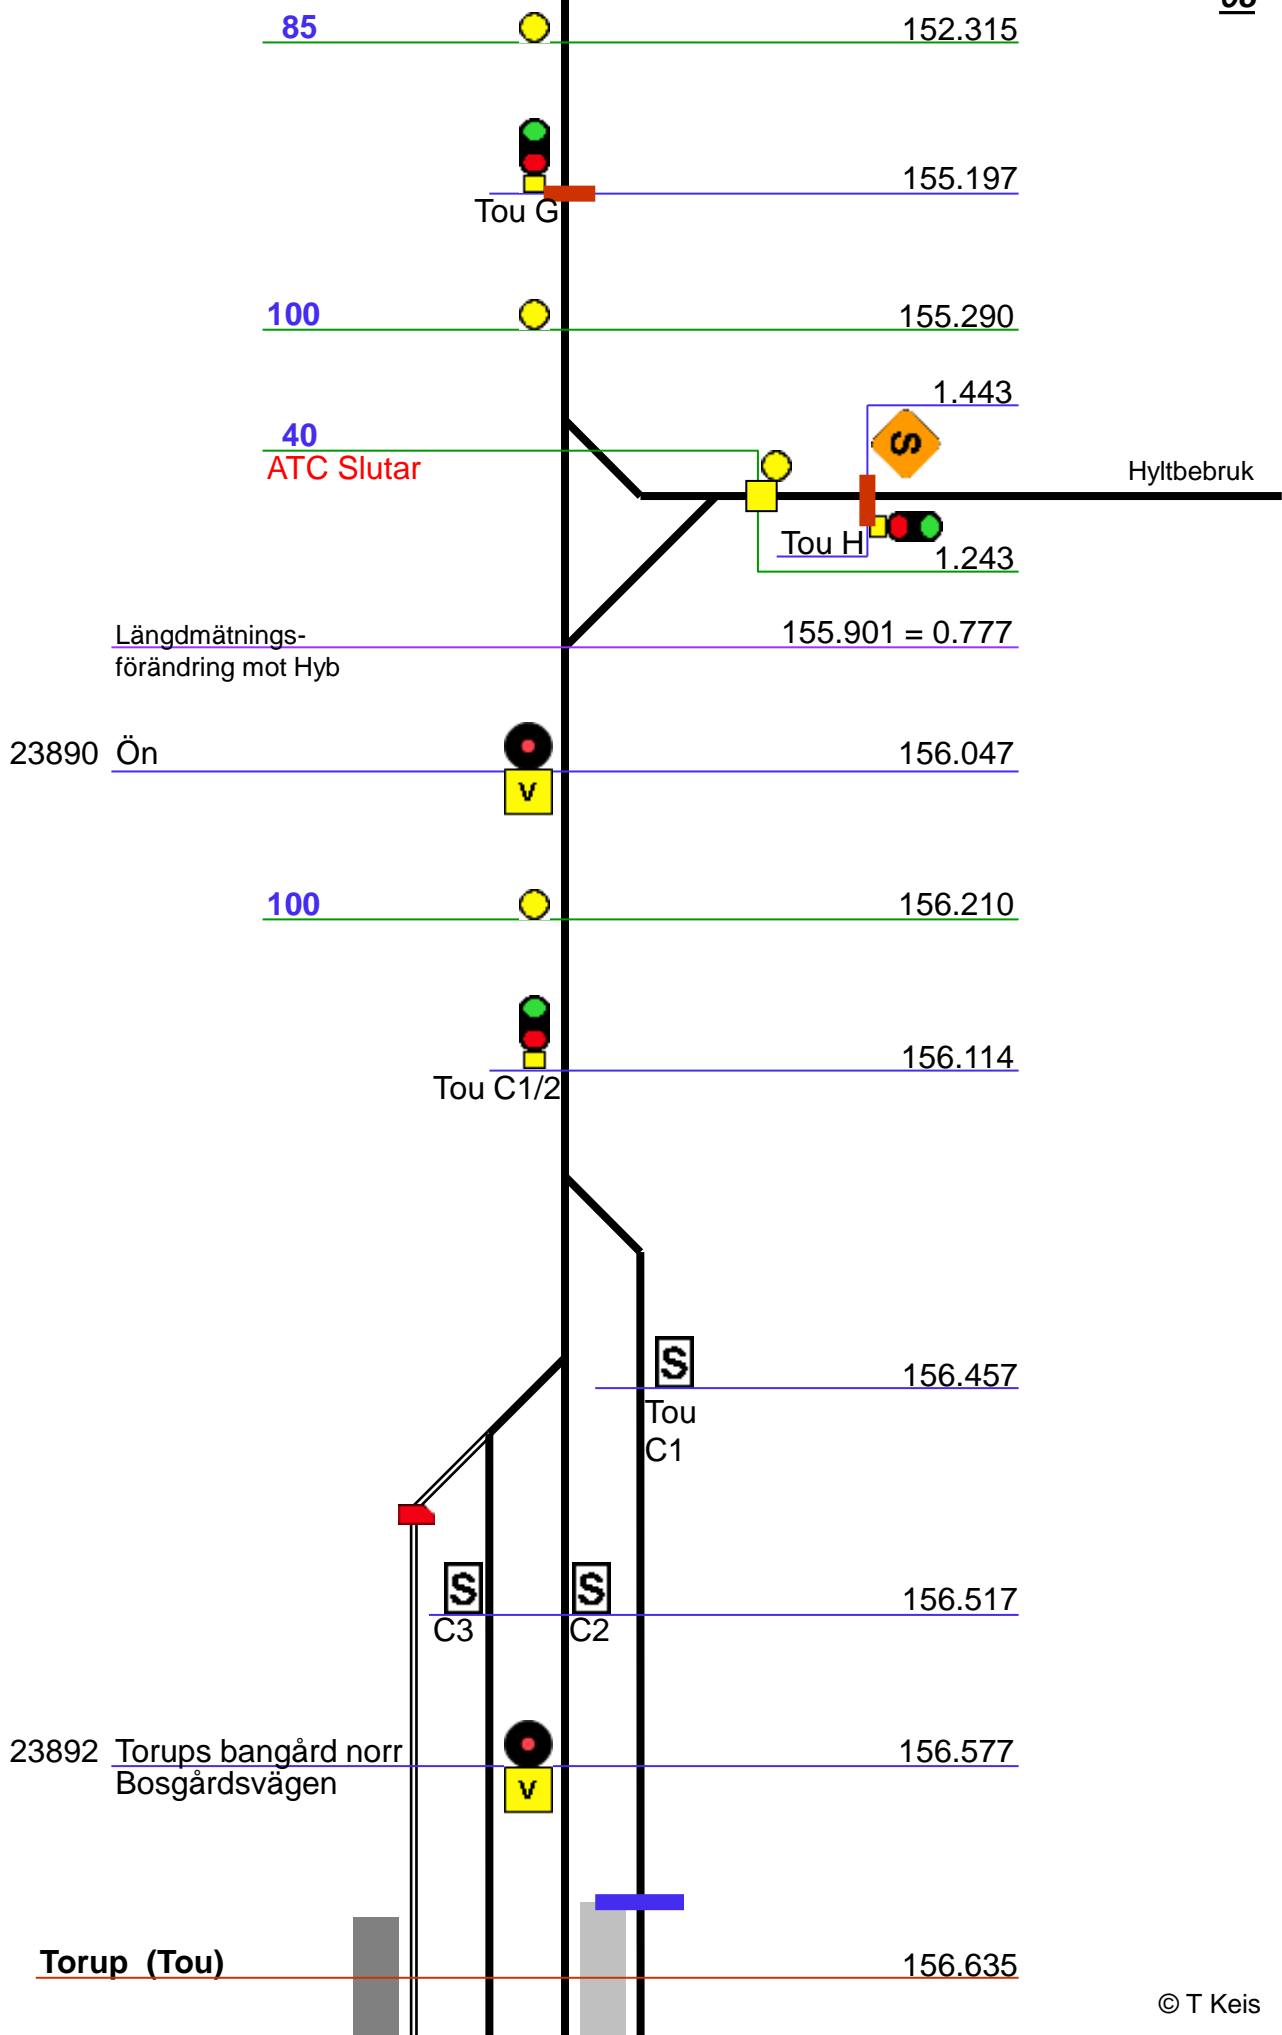 85 152.315
155.197
Tou G
100 155.290
1.443
S
40
ATC Slutar
Hyltbebruk
Tou H
1.243
Längdmätnings- 155.901 = 0.777
förändring mot Hyb
23890 Ön 156.047
V
100 156.210
156.114
Tou C1/2
S 156.457
Tou
C1
S S 156.517
C3 C2
23892 Torups bangård norr 156.577
Bosgårdsvägen V
Torup (Tou) 156.635
© T Keis